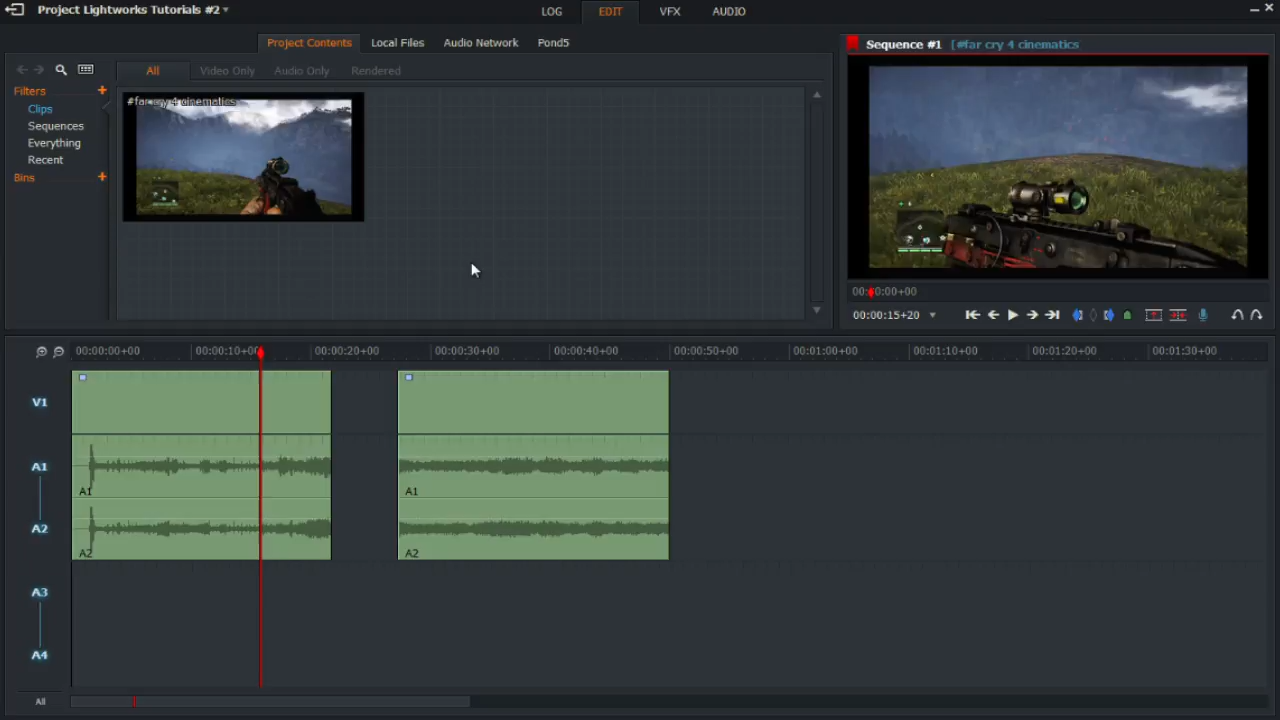 Project Lightworks Tutorials #2
LOG
EDIT
VFX
AUDIO
Project Contents
Local Files
Audio Network
Pond5
Sequence #1 [#far cry 4 cinematics
All
Video Only
Audio Only
Rendered
Filters +
Clips
Sequences
Everything
Recent
Bins +
#far cry 4 cinematics
00:00:00+00
00:00:15+20
00:00:00+00
00:00:10+00
00:00:20+00
00:00:30+00
00:00:40+00
00:00:50+00
00:01:00+00
00:01:10+00
00:01:20+00
00:01:30+00
V1
A1
A1
A1
A2
A2
A2
A3
A4
All